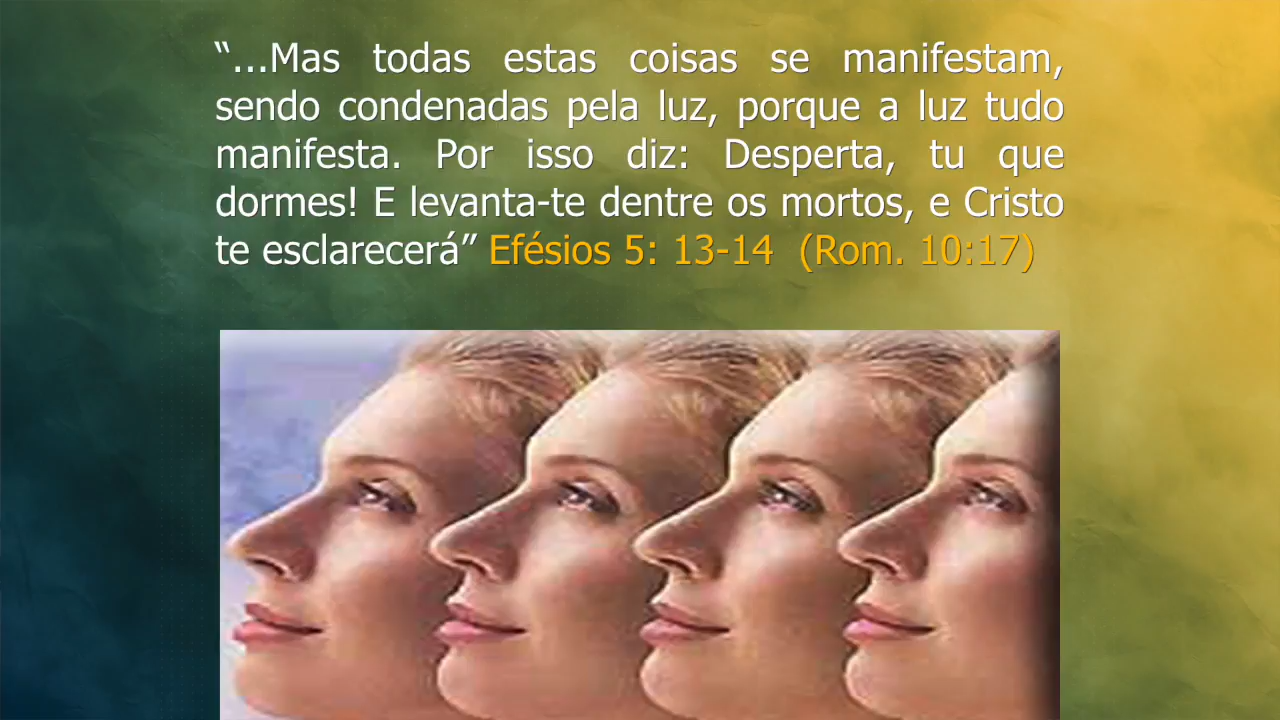 “...Mas todas estas coisas se manifestam,
sendo condenadas pela luz, porque a luz tudo
manifesta. Por isso diz: Desperta, tu que
dormes! E levanta-te dentre os mortos, e Cristo
te esclarecerá” Efésios 5: 13-14 (Rom. 10:17)